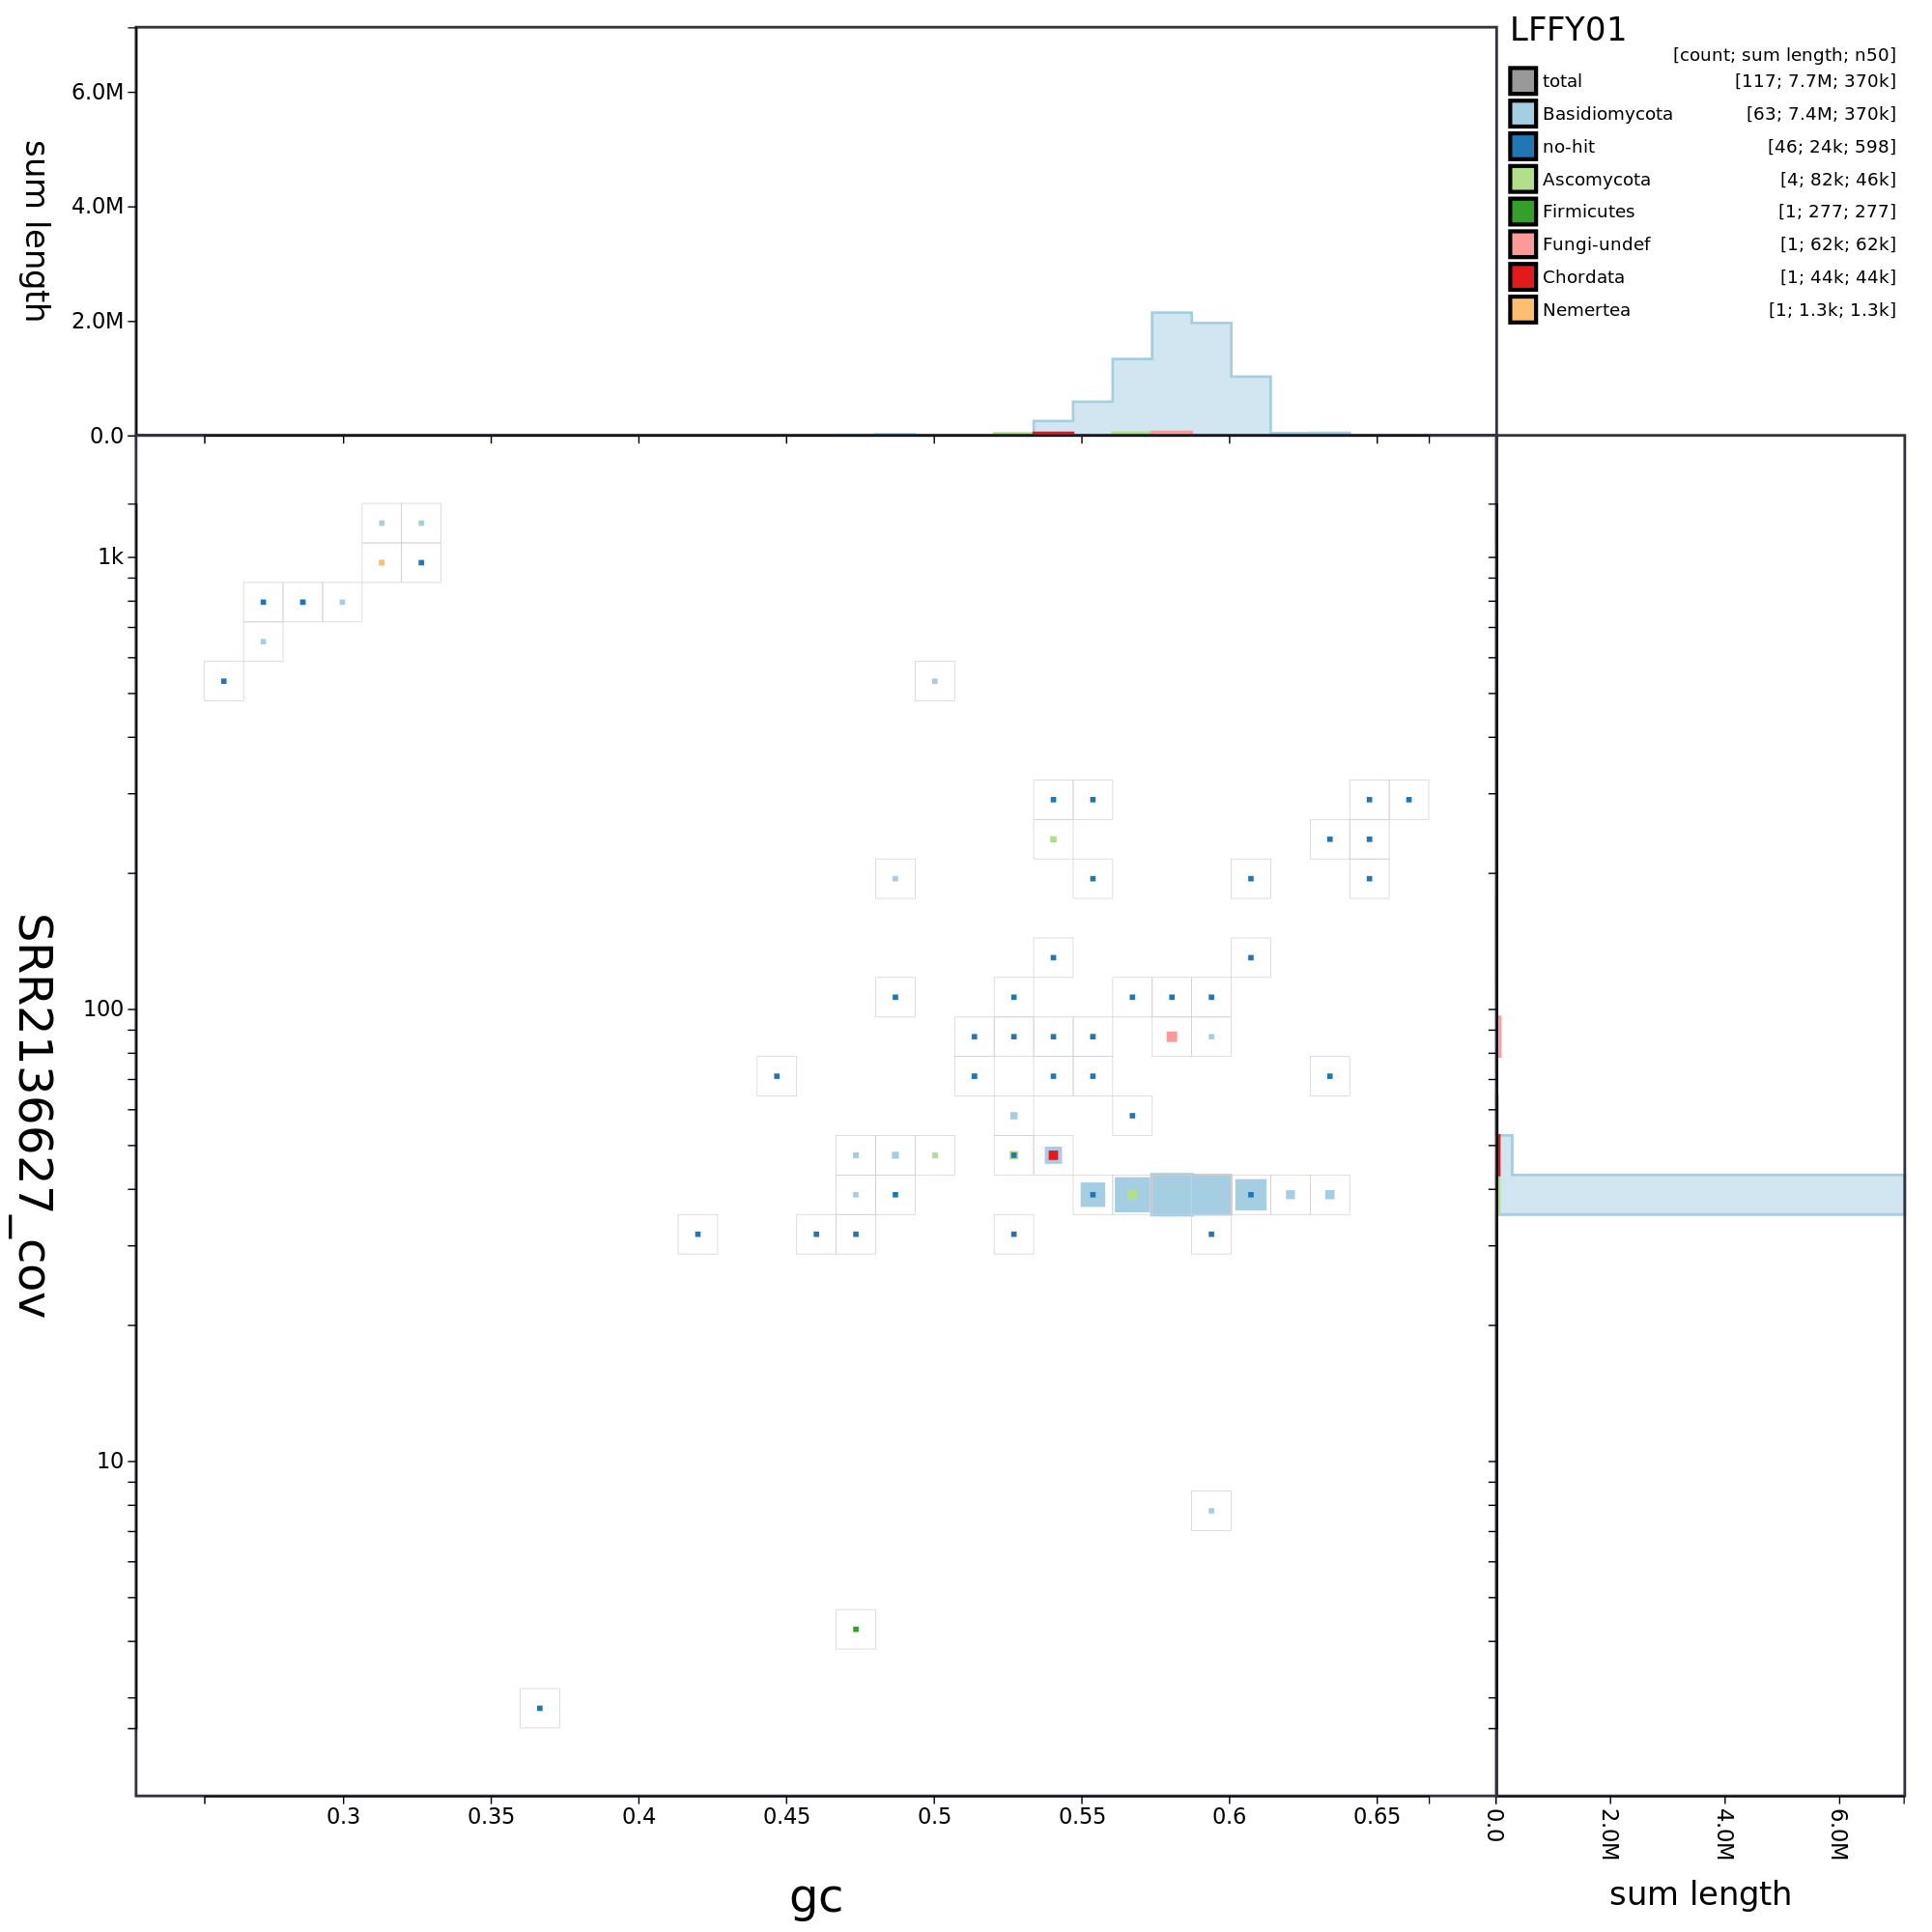 LFFY01
[count; sum length; n50]
total [117; 7.7M; 370k]
Basidiomycota [63; 7.4M; 370k]
no-hit [46; 24k; 598]
Ascomycota [4; 82k; 46k]
Firmicutes [1; 277; 277]
Fungi-undef [1; 62k; 62k]
Chordata [1; 44k; 44k]
Nemertea [1; 1.3k; 1.3k]
sum length
6.0M
4.0M
2.0M
0.0
SRR2136627_cov
1k
100
10
0.3 0.35 0.4 0.45 0.5 0.55 0.6 0.65
gc
0.0 2.0M 4.0M 6.0M
sum length